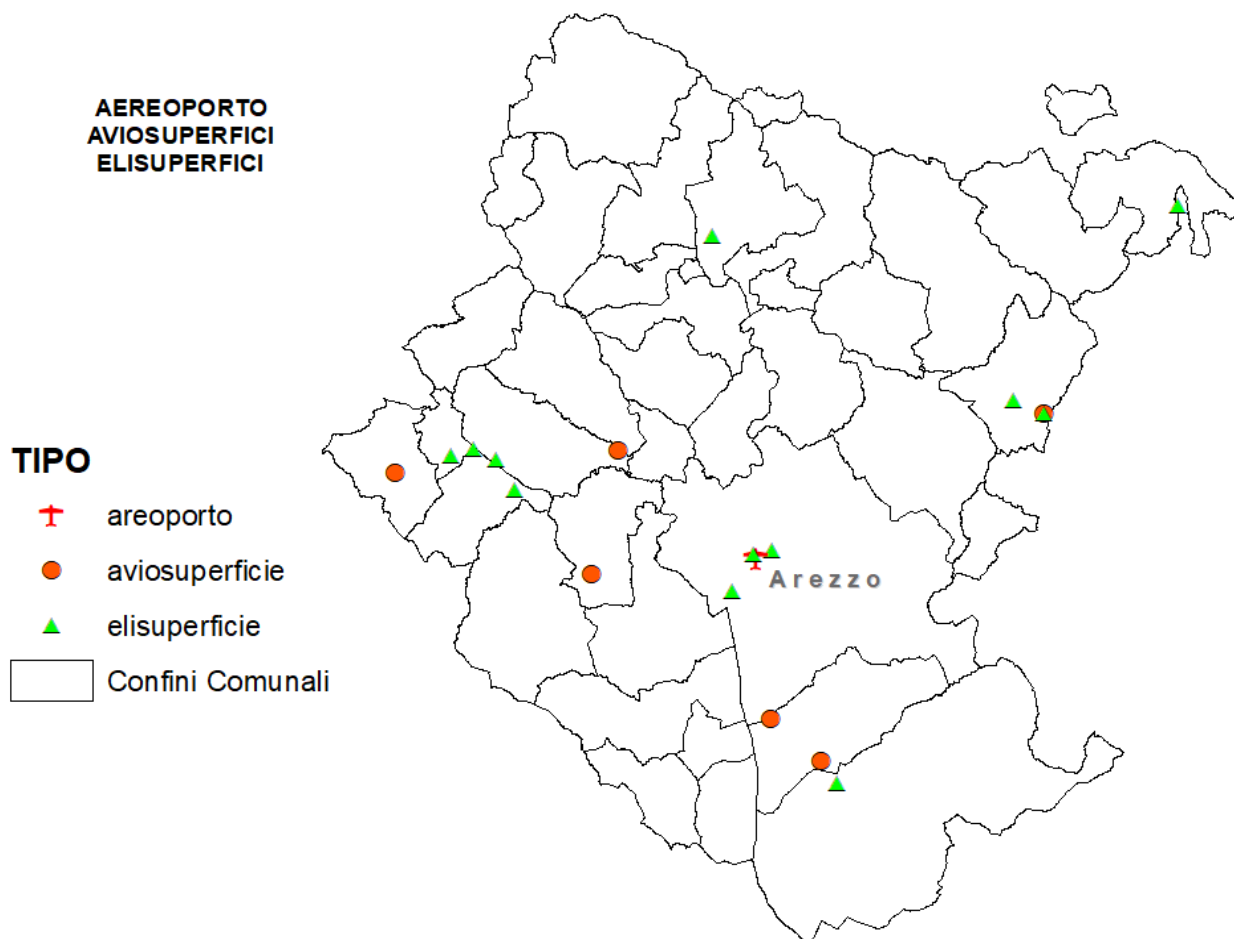 AEREOPORTO
AVIOSUPERFICI
ELISUPERFICI
TIPO
areoporto
aviosuperficie
elisuperficie
Confini Comunali
Arezzo